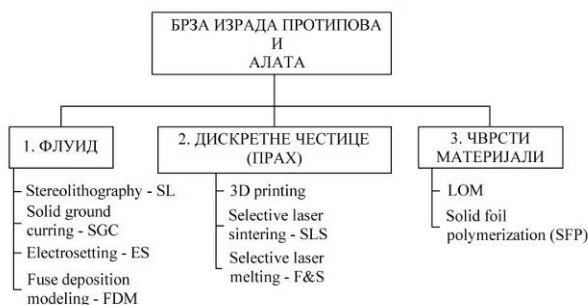 БРЗА ИЗРАДА ПРОТИПОВА
И
АЛАТА
1. ФЛУИД
Stereolithography - SL
Solid ground
curring - SGC
Electrosetting - ES
Fuse deposition
modeling - FDM
2. ДИСКРЕТНЕ ЧЕСТИЦЕ
(ПРАХ)
3D printing
Selective laser
sintering - SLS
Selective laser
melting - F&S
3. ЧВРСТИ
МАТЕРИЈАЛИ
LOM
Solid foil
polymerization (SFP)